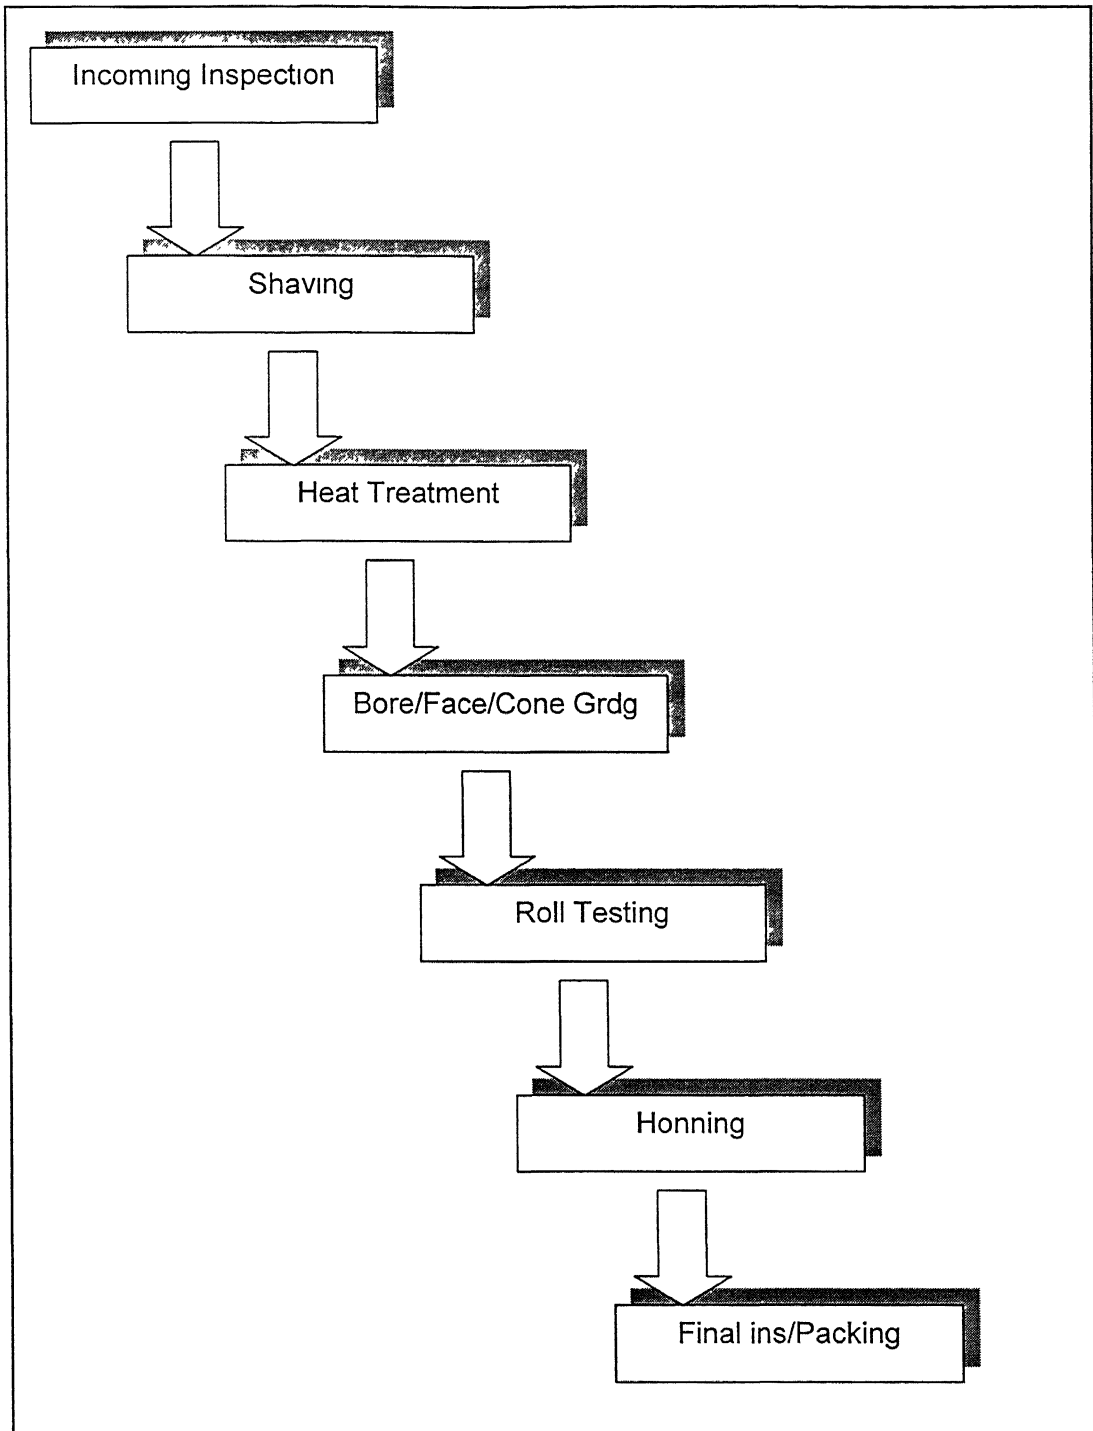 Incoming Inspection
Shaving
Heat Treatment
Bore/Face/Cone Grdg
Roll Testing
Honning
Final ins/Packing